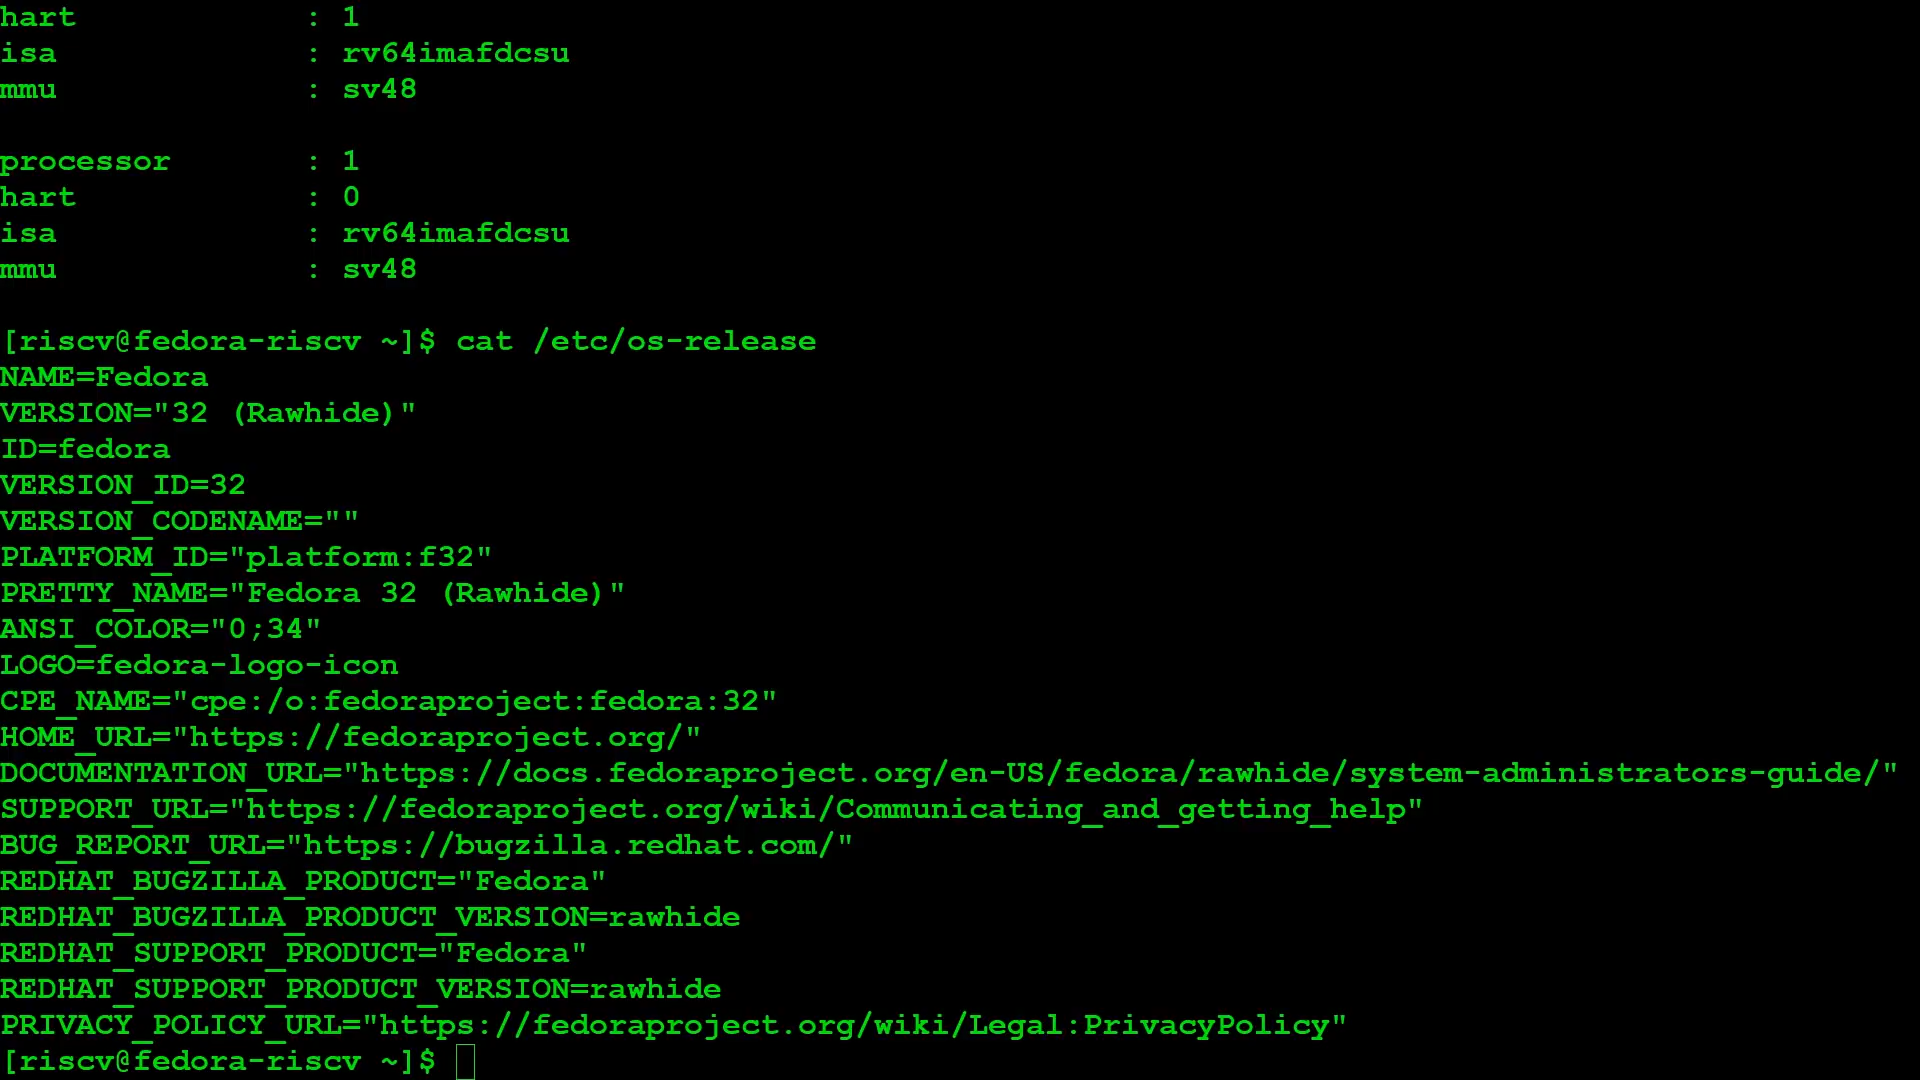 hart            : 1
isa             : rv64imafdcsu
mmu             : sv48

processor       : 1
hart            : 0
isa             : rv64imafdcsu
mmu             : sv48

[riscv@fedora-riscv ~]$ cat /etc/os-release
NAME=Fedora
VERSION="32 (Rawhide)"
ID=fedora
VERSION_ID=32
VERSION_CODENAME=""
PLATFORM_ID="platform:f32"
PRETTY_NAME="Fedora 32 (Rawhide)"
ANSI_COLOR="0;34"
LOGO=fedora-logo-icon
CPE_NAME="cpe:/o:fedoraproject:fedora:32"
HOME_URL="https://fedoraproject.org/"
DOCUMENTATION_URL="https://docs.fedoraproject.org/en-US/fedora/rawhide/system-administrators-guide/"
SUPPORT_URL="https://fedoraproject.org/wiki/Communicating_and_getting_help"
BUG_REPORT_URL="https://bugzilla.redhat.com/"
REDHAT_BUGZILLA_PRODUCT="Fedora"
REDHAT_BUGZILLA_PRODUCT_VERSION=rawhide
REDHAT_SUPPORT_PRODUCT="Fedora"
REDHAT_SUPPORT_PRODUCT_VERSION=rawhide
PRIVACY_POLICY_URL="https://fedoraproject.org/wiki/Legal:PrivacyPolicy"
[riscv@fedora-riscv ~]$